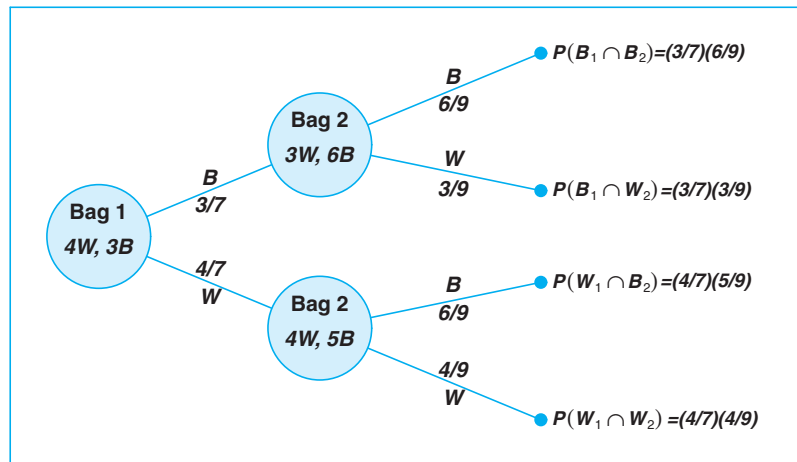 B
6/9
P(B₁ ∩ B₂)=(3/7)(6/9)
Bag 2
3W, 6B
W
3/9
P(B₁ ∩ W₂)=(3/7)(3/9)
B
3/7
Bag 1
4W, 3B
4/7
W
Bag 2
4W, 5B
B
6/9
P(W₁ ∩ B₂)=(4/7)(5/9)
4/9
W
P(W₁ ∩ W₂)=(4/7)(4/9)